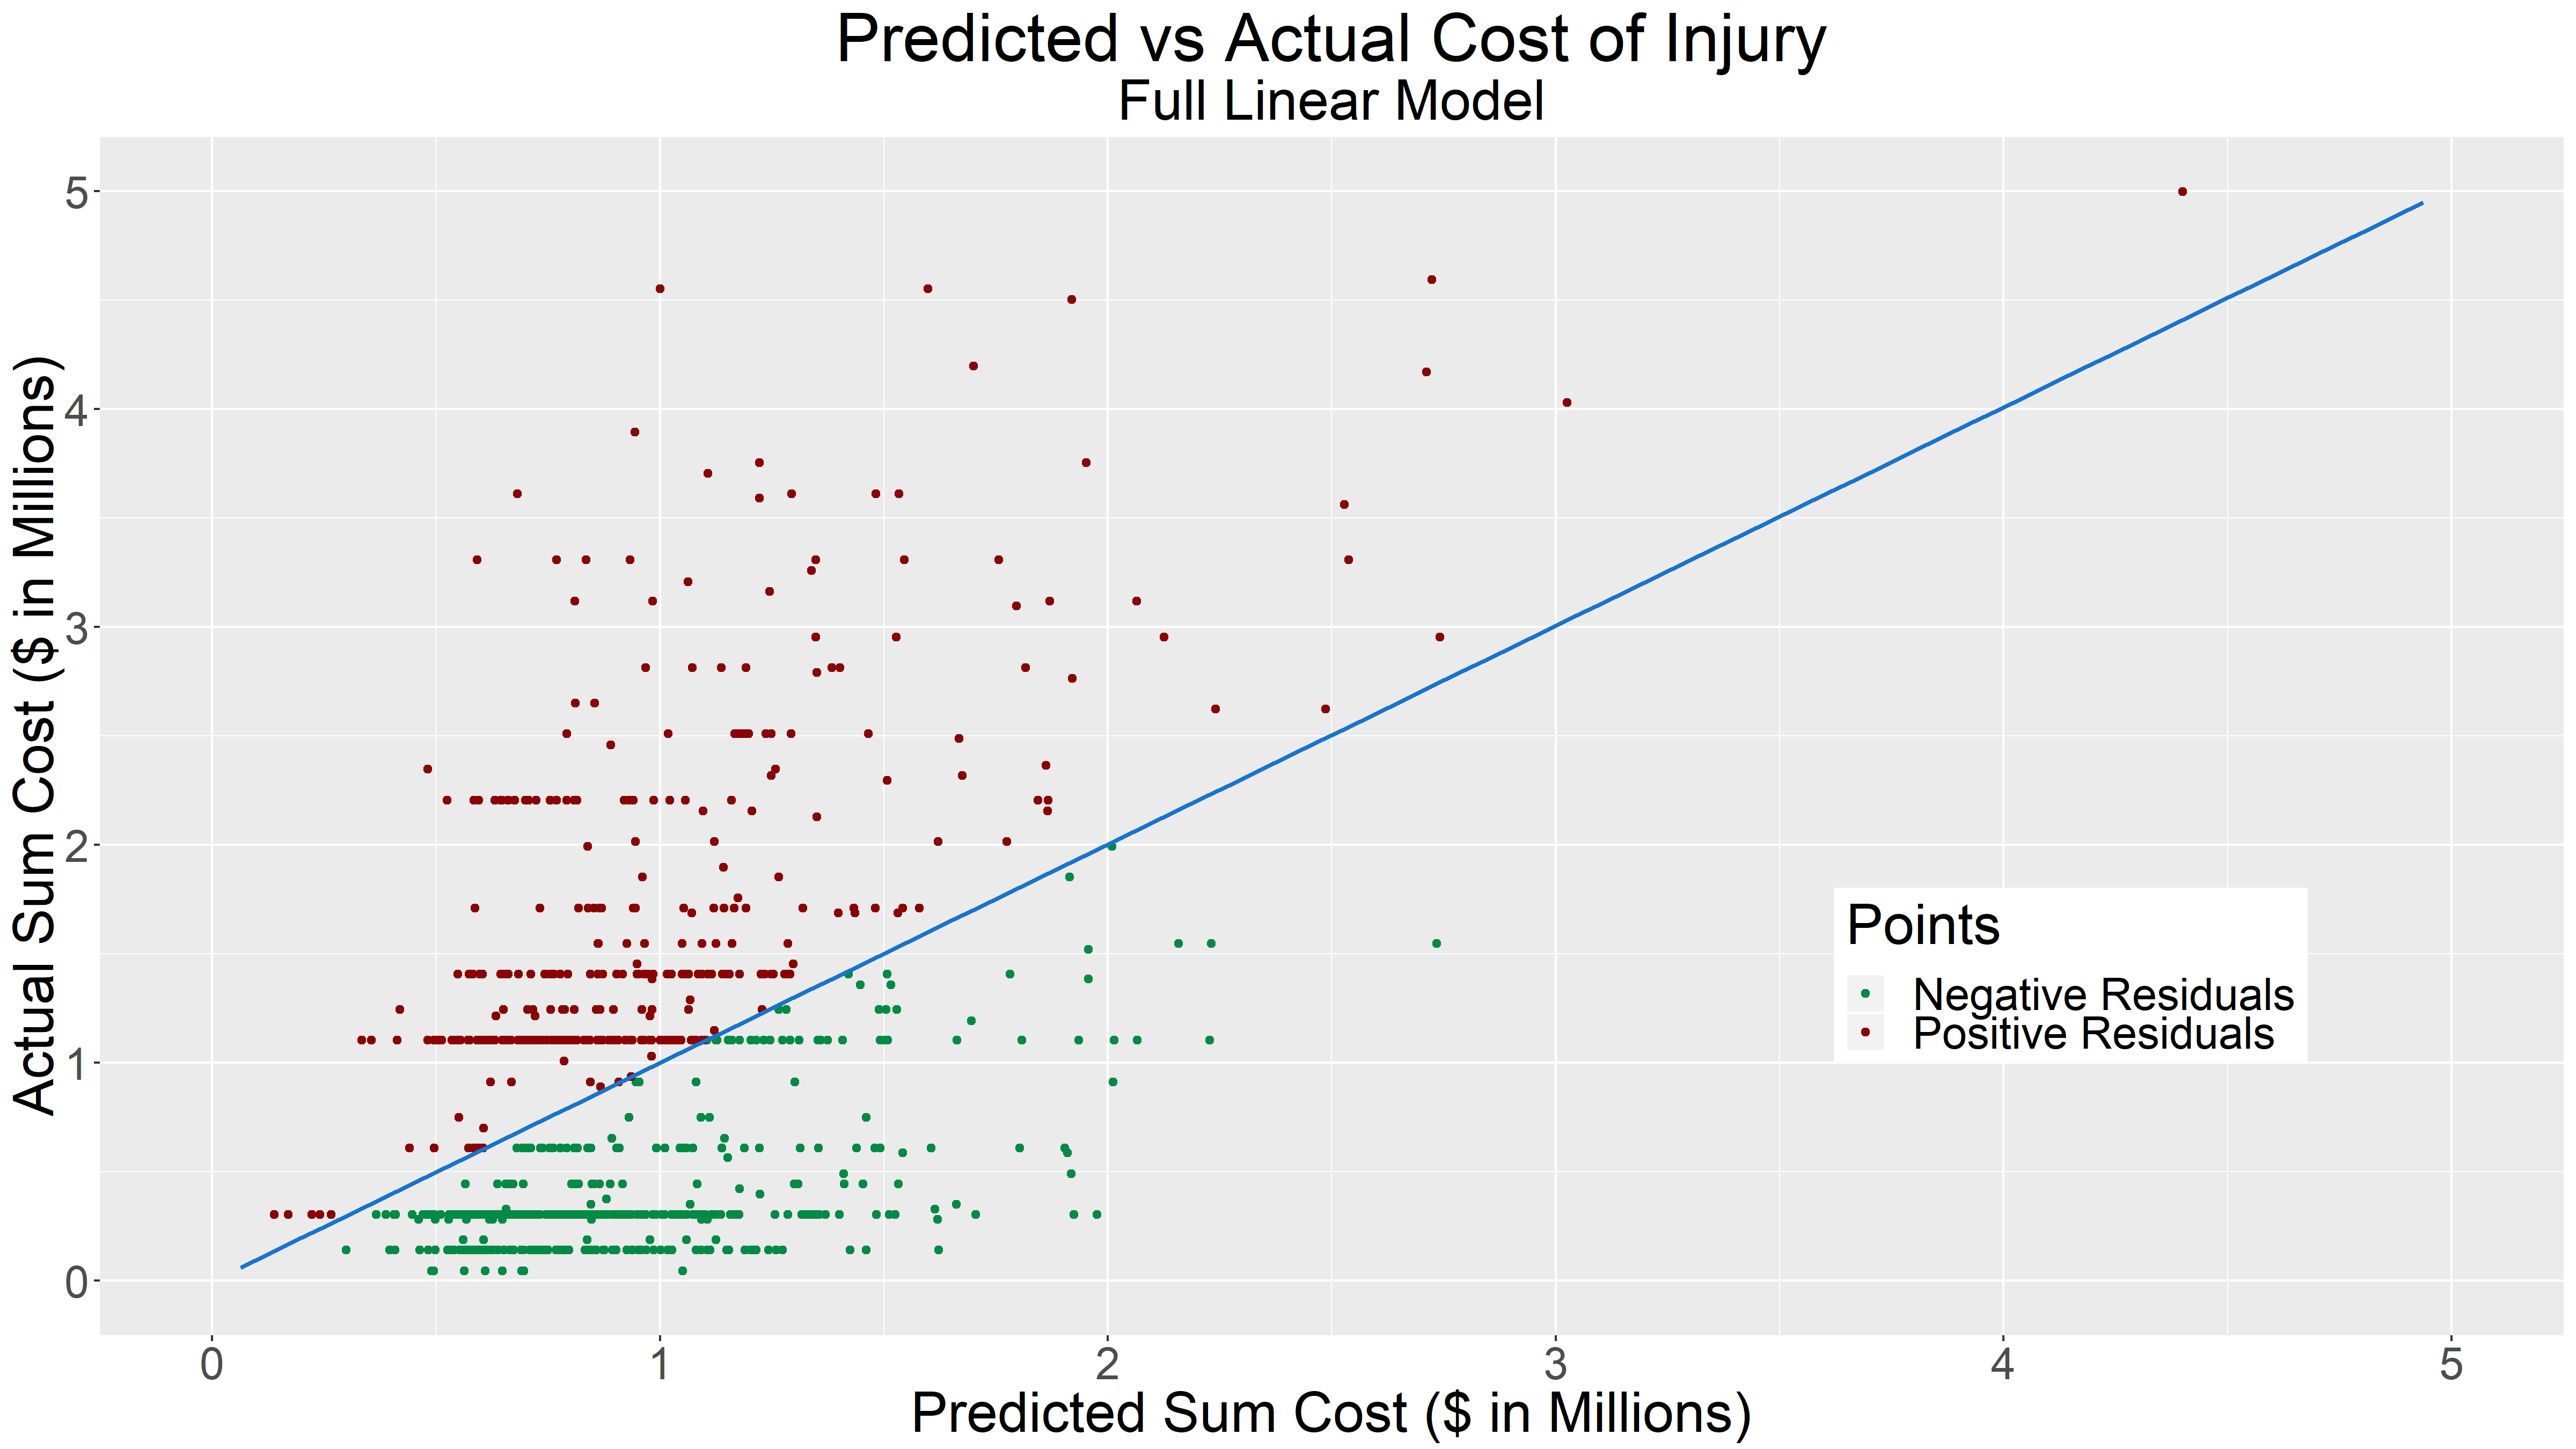 Predicted vs Actual Cost of Injury
Full Linear Model
Actual Sum Cost ($ in Millions)
5
4
3
2
1
0
Points
Negative Residuals
Positive Residuals
0 1 2 3 4 5
Predicted Sum Cost ($ in Millions)